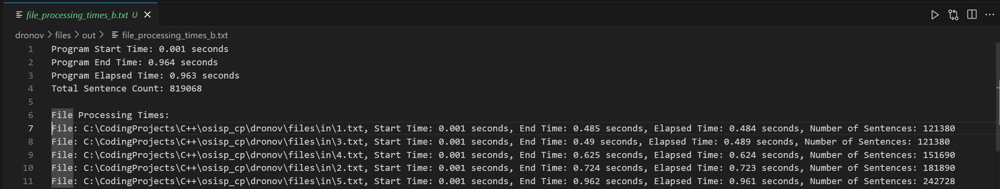 file_processing_times_b.txt U
dronov > files > out > file_processing_times_b.txt
1 Program Start Time: 0.001 seconds
2 Program End Time: 0.964 seconds
3 Program Elapsed Time: 0.963 seconds
4 Total Sentence Count: 819068
5
6 File Processing Times:
7 File: C:\CodingProjects\C++\osisp_cp\dronov\files\in\1.txt, Start Time: 0.001 seconds, End Time: 0.485 seconds, Elapsed Time: 0.484 seconds, Number of Sentences: 121380
8 File: C:\CodingProjects\C++\osisp_cp\dronov\files\in\3.txt, Start Time: 0.001 seconds, End Time: 0.49 seconds, Elapsed Time: 0.489 seconds, Number of Sentences: 121380
9 File: C:\CodingProjects\C++\osisp_cp\dronov\files\in\4.txt, Start Time: 0.001 seconds, End Time: 0.625 seconds, Elapsed Time: 0.624 seconds, Number of Sentences: 151690
10 File: C:\CodingProjects\C++\osisp_cp\dronov\files\in\2.txt, Start Time: 0.001 seconds, End Time: 0.724 seconds, Elapsed Time: 0.723 seconds, Number of Sentences: 181890
11 File: C:\CodingProjects\C++\osisp_cp\dronov\files\in\5.txt, Start Time: 0.001 seconds, End Time: 0.962 seconds, Elapsed Time: 0.961 seconds, Number of Sentences: 242728